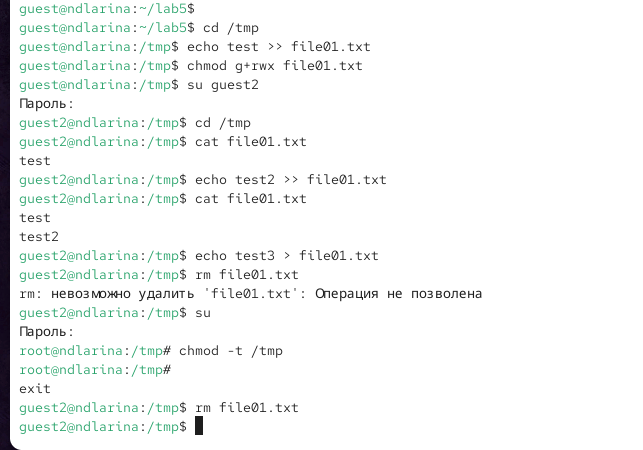 guest@ndlarina:~/lab5$
guest@ndlarina:~/lab5$ cd /tmp
guest@ndlarina:/tmp$ echo test >> file01.txt
guest@ndlarina:/tmp$ chmod g+rwx file01.txt
guest@ndlarina:/tmp$ su guest2
Пароль:
guest2@ndlarina:/tmp$ cd /tmp
guest2@ndlarina:/tmp$ cat file01.txt
test
guest2@ndlarina:/tmp$ echo test2 >> file01.txt
guest2@ndlarina:/tmp$ cat file01.txt
test
test2
guest2@ndlarina:/tmp$ echo test3 > file01.txt
guest2@ndlarina:/tmp$ rm file01.txt
rm: невозможно удалить 'file01.txt': Операция не позволена
guest2@ndlarina:/tmp$ su
Пароль:
root@ndlarina:/tmp# chmod -t /tmp
root@ndlarina:/tmp#
exit
guest2@ndlarina:/tmp$ rm file01.txt
guest2@ndlarina:/tmp$